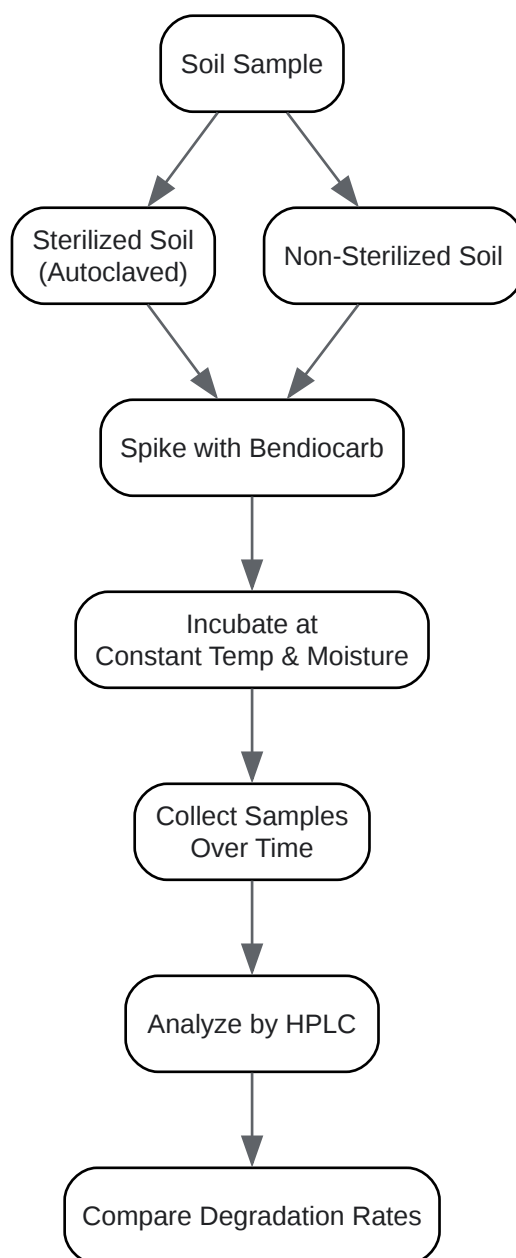 Soil Sample
Sterilized Soil
(Autoclaved)
Non-Sterilized Soil
Spike with Bendiocarb
Incubate at
Constant Temp & Moisture
Collect Samples
Over Time
Analyze by HPLC
Compare Degradation Rates